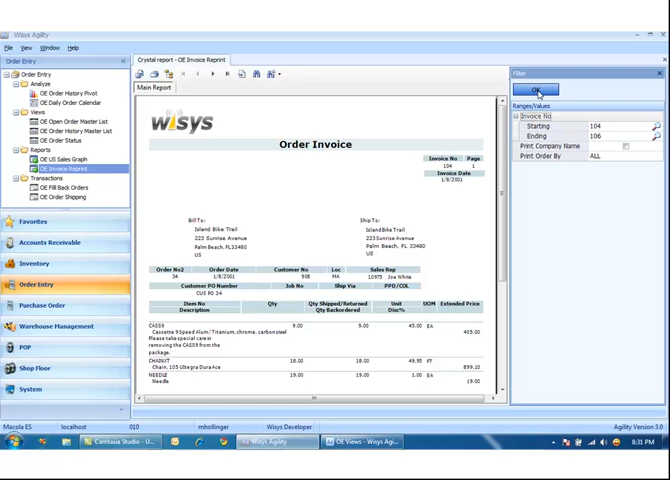 Wisys Agility
File View Window Help
Order Entry
Order Entry
Analyze
OE Order History Pivot
OE Daily Order Calendar
Views
OE Open Order Master List
OE Order History Master List
OE Order Status
Reports
OE US Sales Graph
OE Invoice Reprint
Transactions
OE Fill Back Orders
OE Order Shipping
Favorites
Accounts Receivable
Inventory
Order Entry
Purchase Order
Warehouse Management
POP
Shop Floor
System
Crystal report - OE Invoice Reprint
Main Report
wisys
Order Invoice
Invoice No Page
104 1
Invoice Date
1/8/2001
Bill To: Ship To:
Island Bike Trail Island Bike Trail
223 Sunrise Avenue 223 Sunrise Avenue
Palm Beach, FL 33480 Palm Beach, FL 33480
US US
Order No2 Order Date Customer No Loc Sales Rep
34 1/8/2001 908 MA 10975 Joe White
Customer PO Number Job No Ship Via PPD/COL
CUS PO 34
Item No Qty Qty Shipped/Returned Unit UOM Extended Price
Description Qty Backordered Disc%
CASS9 9.00 9.00 45.00 EA
Cassette 9 Speed Alum/Titanium, chrome, carbon steel 405.00
Please take special care in
removing the CASS9 from the
package.
CHAINXT 18.00 18.00 49.95 FT
Chain, 105 Ultegra Dura Ace 899.10
NEEDLE 19.00 19.00 1.00 EA
Needle 19.00
Filter
OK
Ranges/Values
Invoice No
Starting 104
Ending 106
Print Company Name
Print Order By ALL
Macola ES localhost 010 mhollinger Wisys Developer Agility Version 3.0
Camtasia Studio - U... Wisys Agility OE Views - Wisys Agi... 8:31 PM